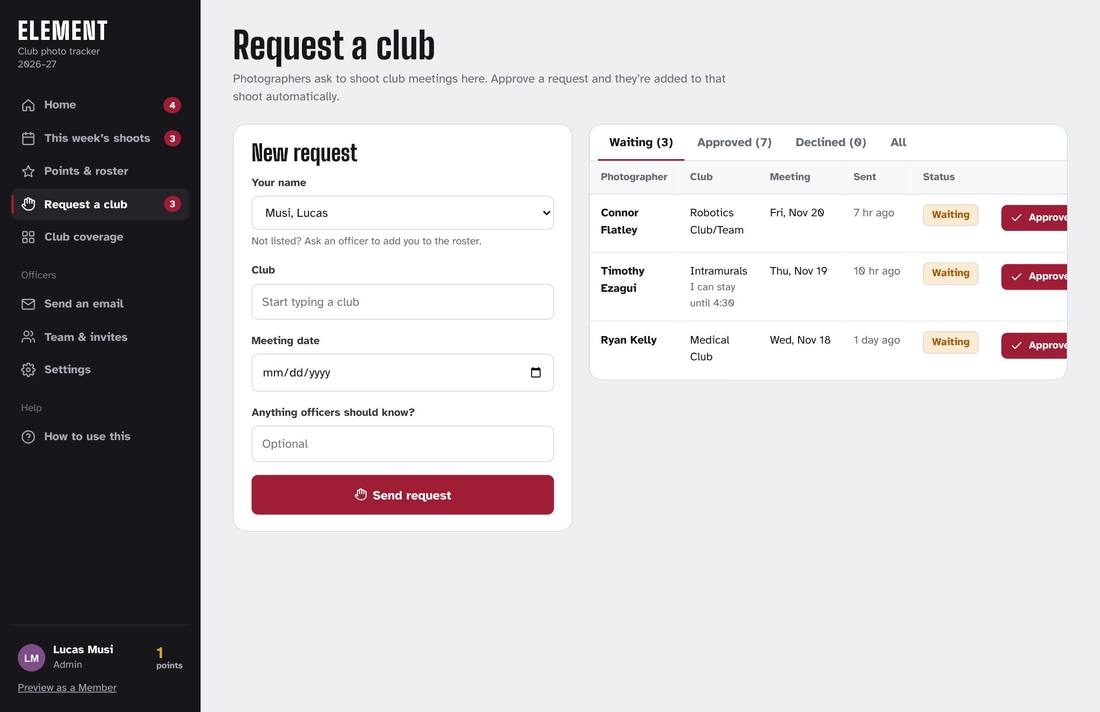 ELEMENT
Club photo tracker
2026–27
Home 4
This week's shoots 3
Points & roster
Request a club 3
Club coverage
Officers
Send an email
Team & invites
Settings
Help
How to use this
LM
Lucas Musi
Admin
1
points
Preview as a Member
Request a club
Photographers ask to shoot club meetings here. Approve a request and they're added to that
shoot automatically.
New request
Your name
Musi, Lucas
Not listed? Ask an officer to add you to the roster.
Club
Start typing a club
Meeting date
mm/dd/yyyy
Anything officers should know?
Optional
Send request
Waiting (3) Approved (7) Declined (0) All
Photographer Club Meeting Sent Status
Connor Robotics Fri, Nov 20 7 hr ago Waiting Approve
Flatley Club/Team
Timothy Intramurals Thu, Nov 19 10 hr ago Waiting Approve
Ezagui I can stay
until 4:30
Ryan Kelly Medical Wed, Nov 18 1 day ago Waiting Approve
Club